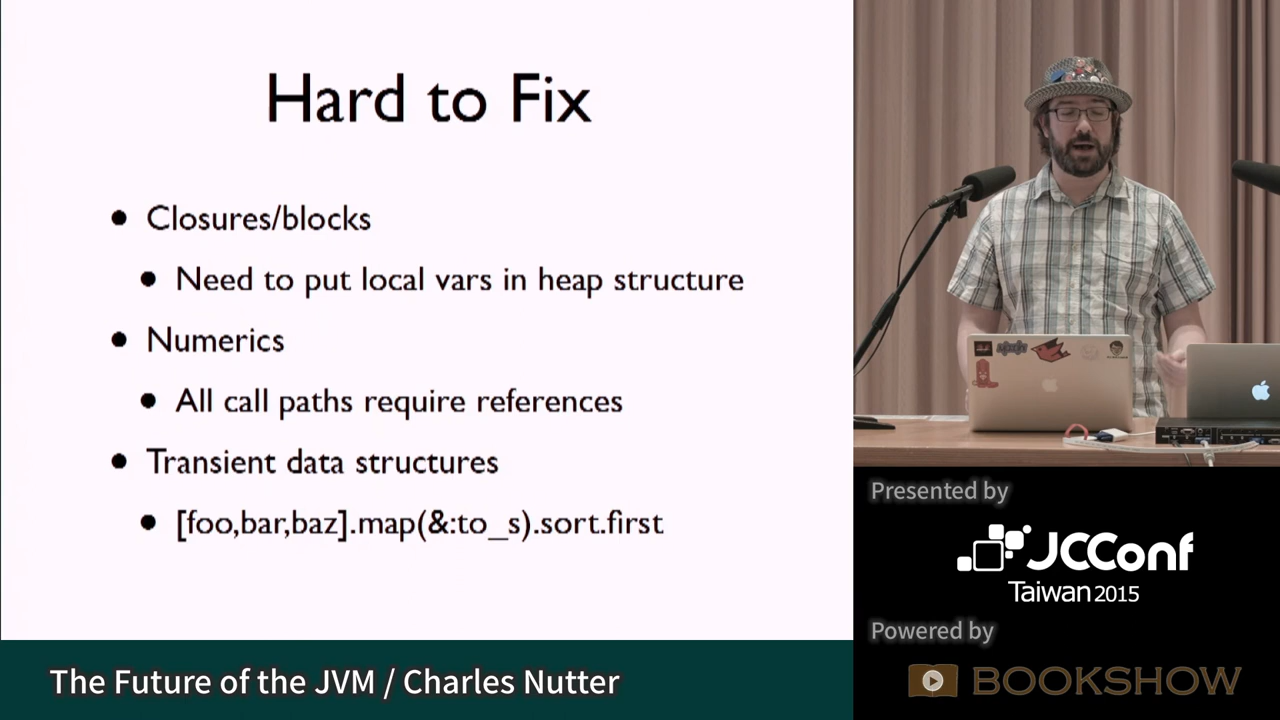 Hard to Fix
Closures/blocks
Need to put local vars in heap structure
Numerics
All call paths require references
Transient data structures
[foo,bar,baz].map(&:to_s).sort.first
Presented by
JCConf
Taiwan 2015
Powered by
BOOKSHOW
The Future of the JVM / Charles Nutter